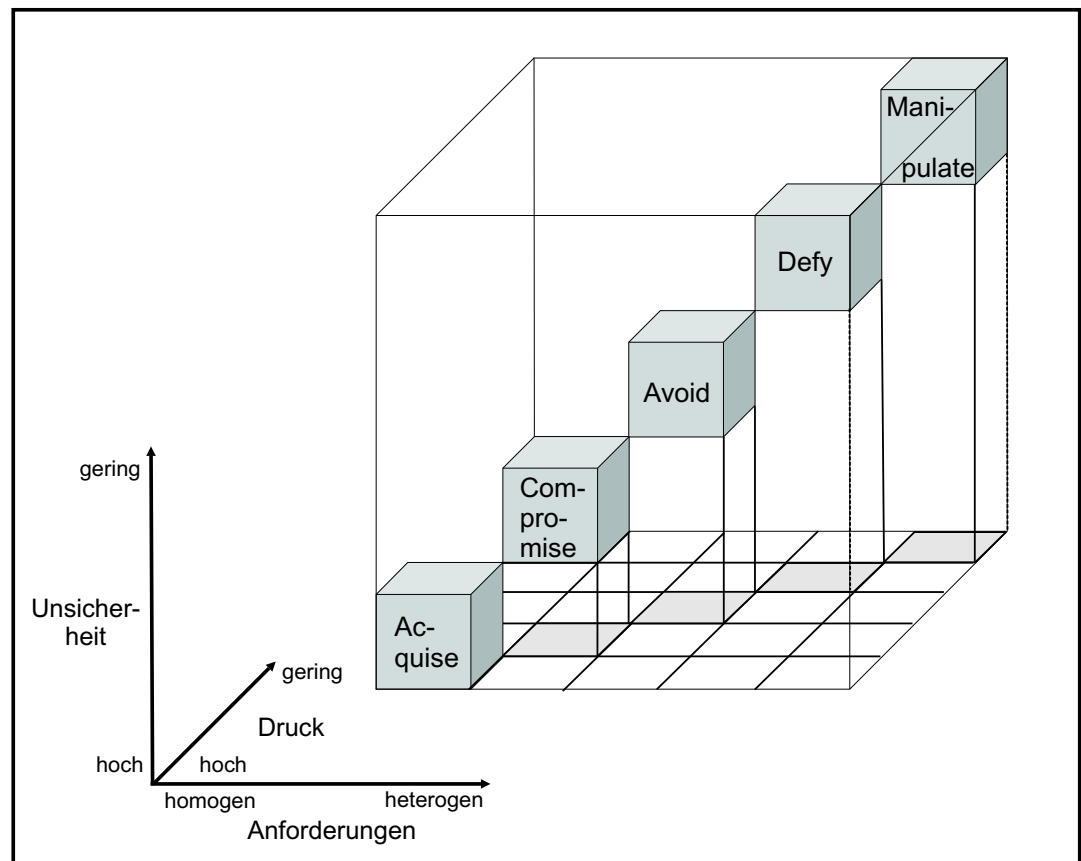 Mani-
pulate
Defy
Avoid
Com-
pro-
mise
Ac-
quise
gering
Unsicher-
heit
gering
Druck
hoch
hoch
homogen
heterogen
Anforderungen